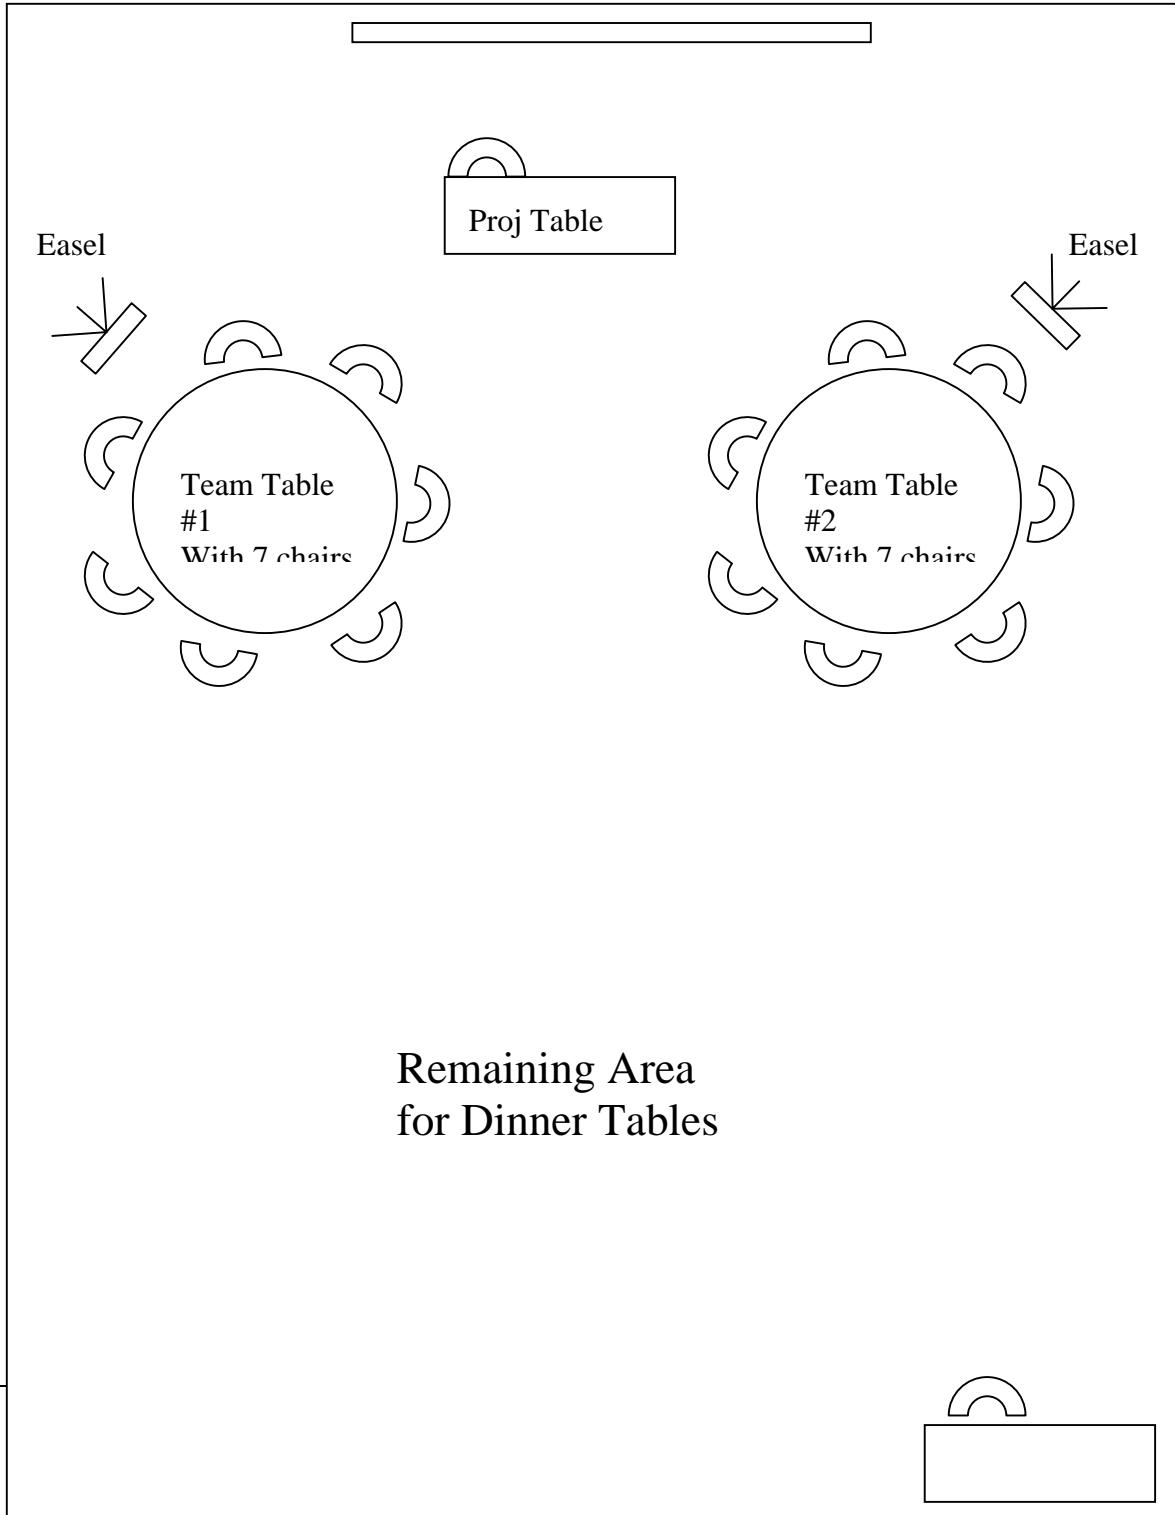 Proj Table
Easel
Easel
Team Table
#1
With 7 chairs
Team Table
#2
With 7 chairs
Remaining Area
for Dinner Tables